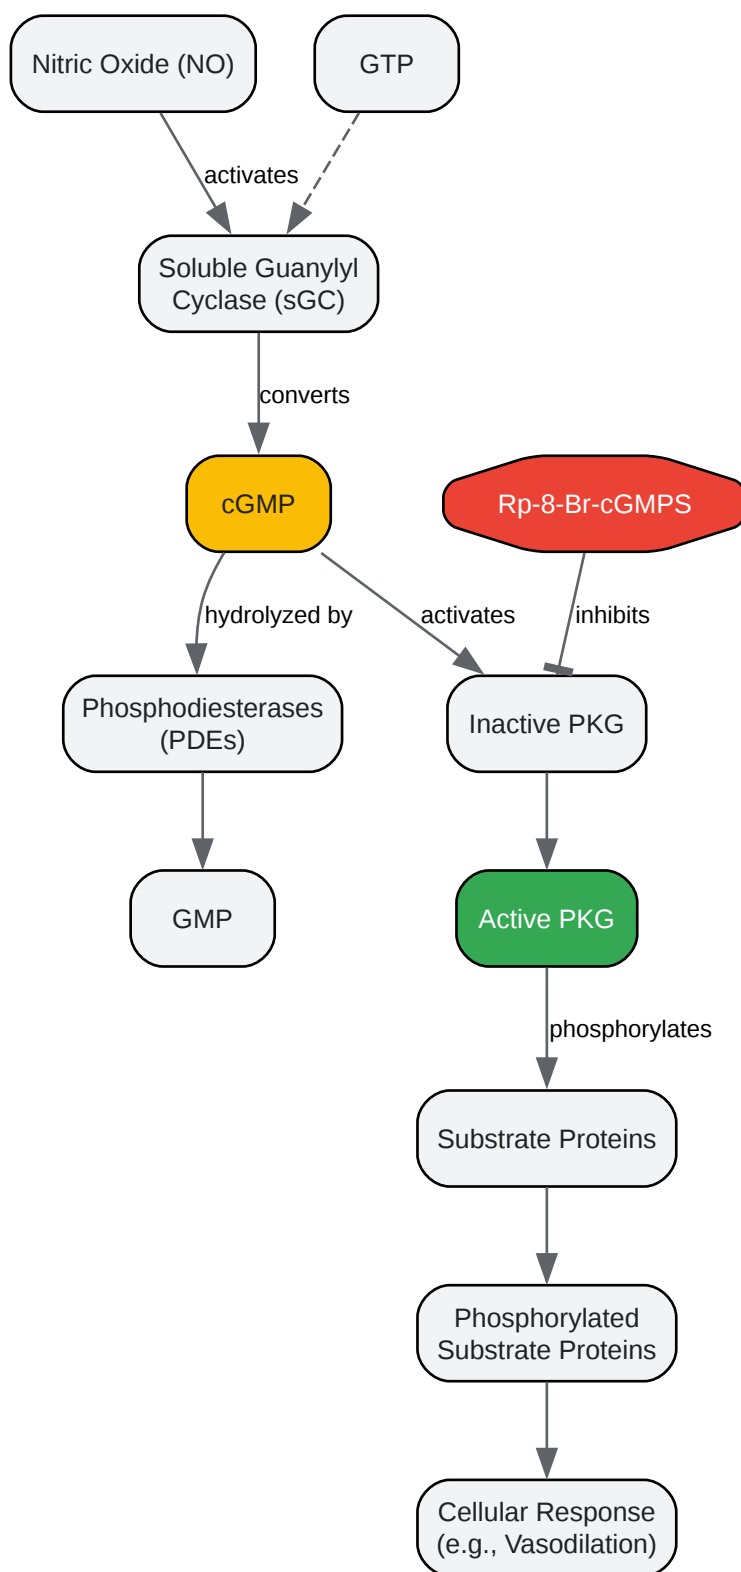 Nitric Oxide (NO)
GTP
activates
Soluble Guanylyl
Cyclase (sGC)
converts
cGMP
Rp-8-Br-cGMPS
hydrolyzed by
activates
inhibits
Phosphodiesterases
(PDEs)
Inactive PKG
GMP
Active PKG
phosphorylates
Substrate Proteins
Phosphorylated
Substrate Proteins
Cellular Response
(e.g., Vasodilation)